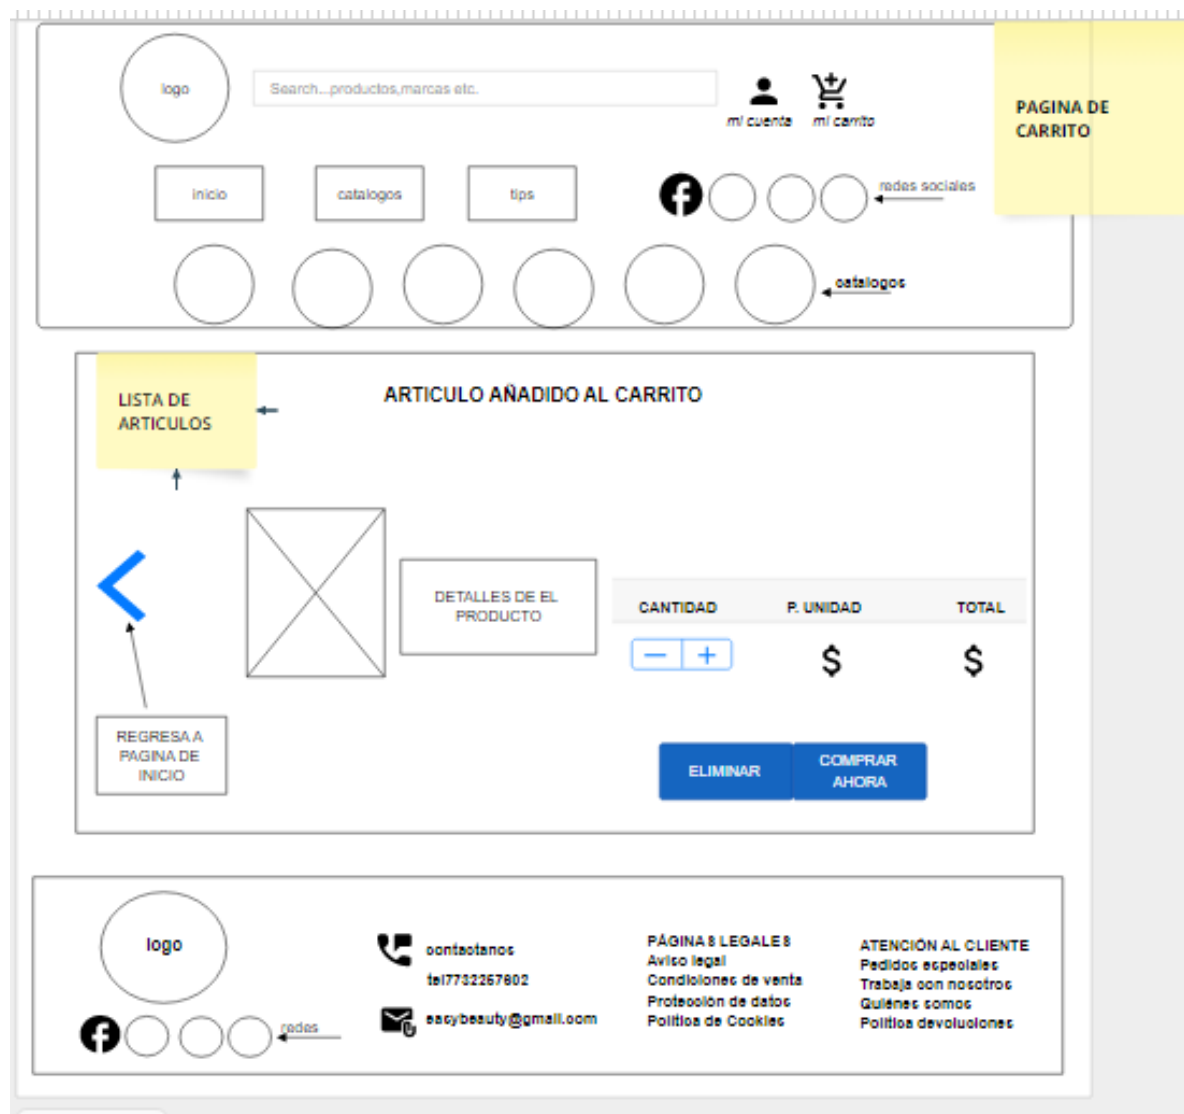 logo
Search...productos,marcas etc.
mi cuenta
mi carrito
PAGINA DE
CARRITO
inicio
catalogos
tips
redes sociales
catalogos
LISTA DE
ARTICULOS
ARTICULO AÑADIDO AL CARRITO
DETALLES DE EL
PRODUCTO
CANTIDAD
P. UNIDAD
TOTAL
$
$
REGRESA A
PAGINA DE
INICIO
ELIMINAR
COMPRAR
AHORA
logo
redes
contactanos
tel7732257602
easybeauty@gmail.com
PÁGINAS LEGALES
Aviso legal
Condiciones de venta
Protección de datos
Politica de Cookies
ATENCIÓN AL CLIENTE
Pedidos especiales
Trabaja con nosotros
Quiénes somos
Política devoluciones